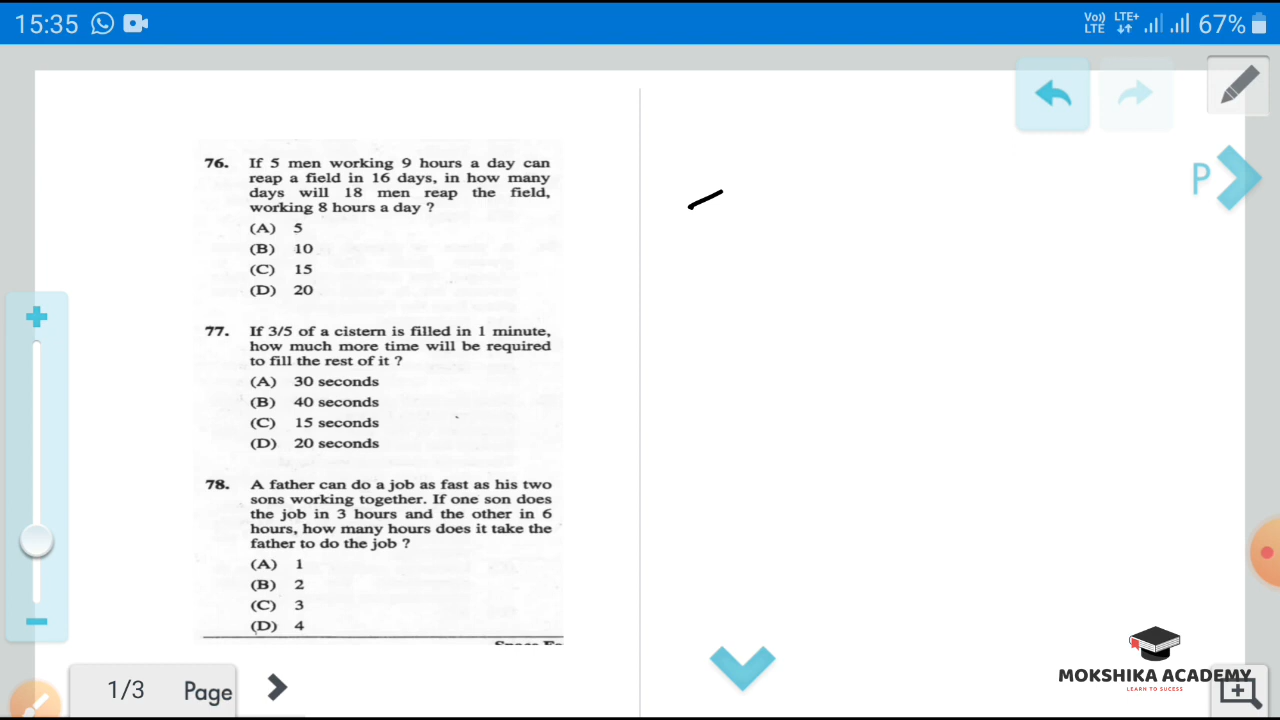 15:35
Vo)) LTE LTE+ 67%
76. If 5 men working 9 hours a day can
reap a field in 16 days, in how many
days will 18 men reap the field,
working 8 hours a day ?
(A) 5
(B) 10
(C) 15
(D) 20
77. If 3/5 of a cistern is filled in 1 minute,
how much more time will be required
to fill the rest of it ?
(A) 30 seconds
(B) 40 seconds
(C) 15 seconds
(D) 20 seconds
78. A father can do a job as fast as his two
sons working together. If one son does
the job in 3 hours and the other in 6
hours, how many hours does it take the
father to do the job ?
(A) 1
(B) 2
(C) 3
(D) 4
P
1/3 Page
MOKSHIKA ACADEMY
LEARN TO SUCESS